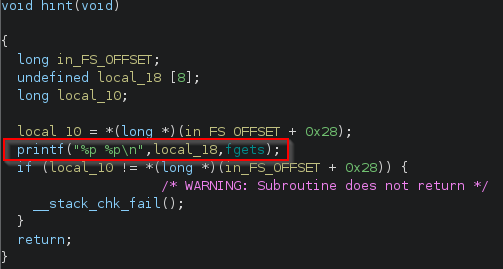 void hint(void)
{
long in_FS_OFFSET;
undefined local_18 [8];
long local_10;
local_10 = *(long *)(in_FS_OFFSET + 0x28);
printf("%p %p\n",local_18,fgets);
if (local_10 != *(long *)(in_FS_OFFSET + 0x28)) {
/* WARNING: Subroutine does not return */
__stack_chk_fail();
}
return;
}